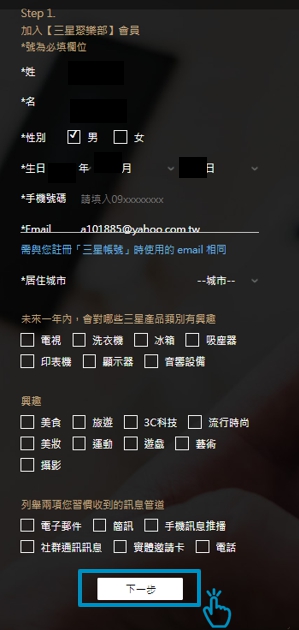 Step 1.
加入【三星聚樂部】會員
*號為必填欄位
*姓
*名
*性別 男 女
*生日 年 月 日
*手機號碼 請填入09xxxxxxxx
*Email a101885@yahoo.com.tw
需與您註冊「三星帳號」時使用的 email 相同
*居住城市 --城市--
未來一年內，會對哪些三星產品類別有興趣
電視 洗衣機 冰箱 吸塵器
印表機 顯示器 音響設備
興趣
美食 旅遊 3C科技 流行時尚
美妝 運動 遊戲 藝術
攝影
列舉兩項您習慣收到的訊息管道
電子郵件 簡訊 手機訊息推播
社群通訊訊息 實體邀請卡 電話
下一步